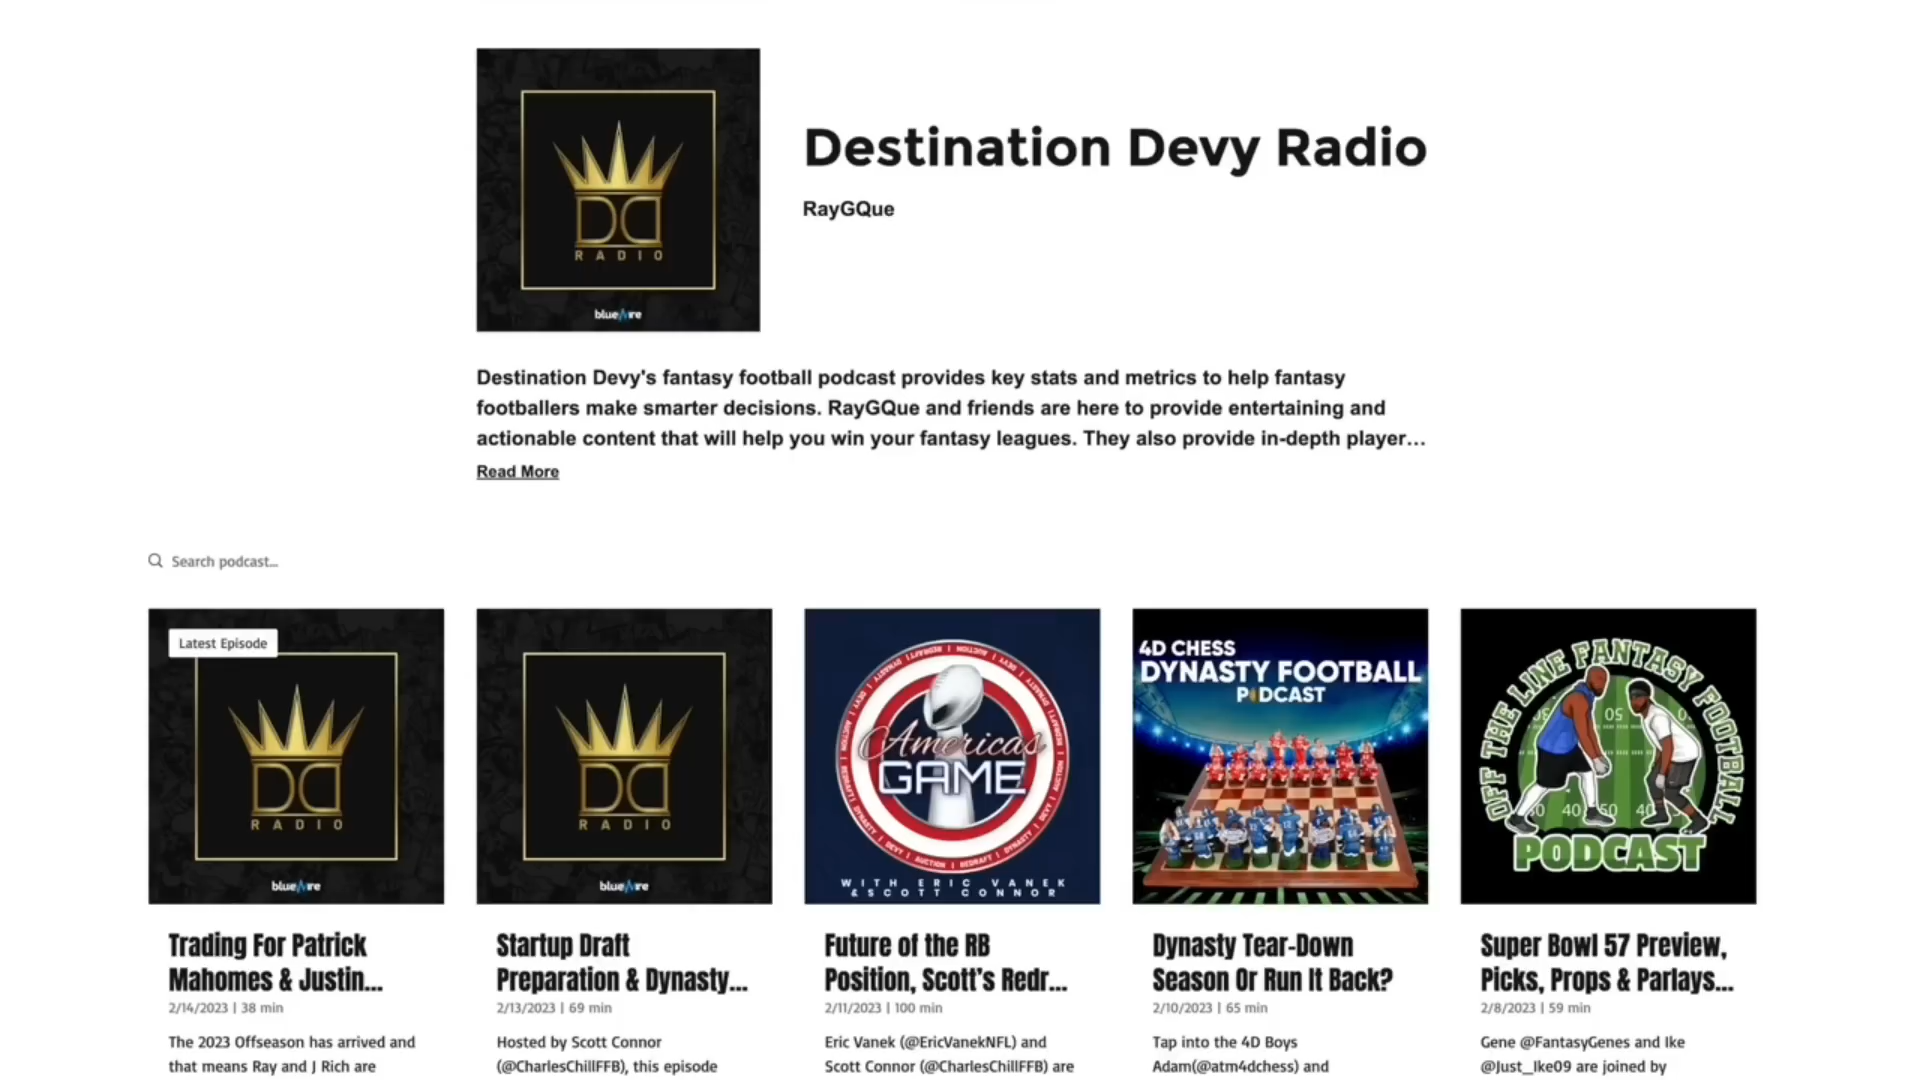 DD
RADIO
blue wire
Destination Devy Radio
RayGQue
Destination Devy's fantasy football podcast provides key stats and metrics to help fantasy
footballers make smarter decisions. RayGQue and friends are here to provide entertaining and
actionable content that will help you win your fantasy leagues. They also provide in-depth player...
Read More
Search podcast...
Latest Episode
DD
RADIO
blue wire
Trading For Patrick
Mahomes & Justin...
2/14/2023 | 38 min
The 2023 Offseason has arrived and
that means Ray and J Rich are
DD
RADIO
blue wire
Startup Draft
Preparation & Dynasty...
2/13/2023 | 69 min
Hosted by Scott Connor
(@CharlesChillFFB), this episode
Americas
GAME
WITH ERIC VANEK
& SCOTT CONNOR
Future of the RB
Position, Scott's Redr...
2/11/2023 | 100 min
Eric Vanek (@EricVanekNFL) and
Scott Connor (@CharlesChillFFB) are
4D CHESS
DYNASTY FOOTBALL
PODCAST
Dynasty Tear-Down
Season Or Run It Back?
2/10/2023 | 65 min
Tap into the 4D Boys
Adam(@atm4dchess) and
OFF THE LINE FANTASY FOOTBALL
PODCAST
Super Bowl 57 Preview,
Picks, Props & Parlays...
2/8/2023 | 59 min
Gene @FantasyGenes and Ike
@Just_Ike09 are joined by